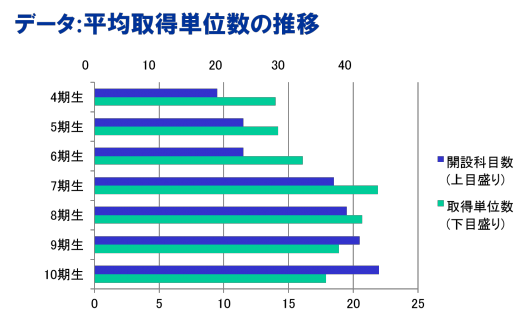 データ:平均取得単位数の推移
0 10 20 30 40
4期生
5期生
6期生
7期生
8期生
9期生
10期生
0 5 10 15 20 25
開設科目数
(上目盛り)
取得単位数
(下目盛り)